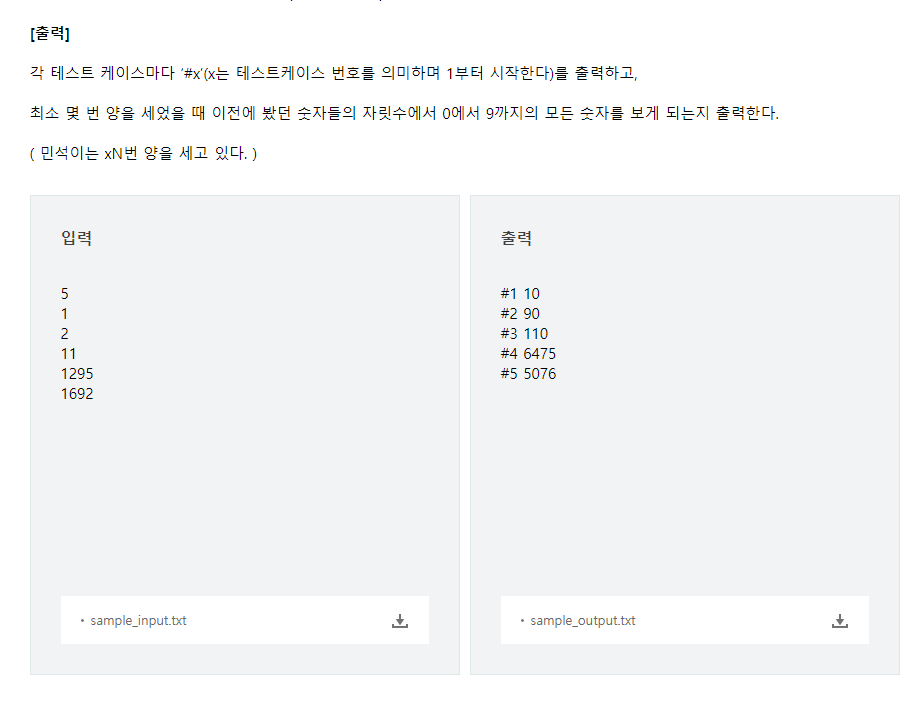 [출력]
각 테스트 케이스마다 ‘#x’(x는 테스트케이스 번호를 의미하며 1부터 시작한다)를 출력하고,
최소 몇 번 양을 세었을 때 이전에 봤던 숫자들의 자릿수에서 0에서 9까지의 모든 숫자를 보게 되는지 출력한다.
( 민석이는 xN번 양을 세고 있다. )
입력
5
1
2
11
1295
1692
• sample_input.txt
출력
#1 10
#2 90
#3 110
#4 6475
#5 5076
• sample_output.txt